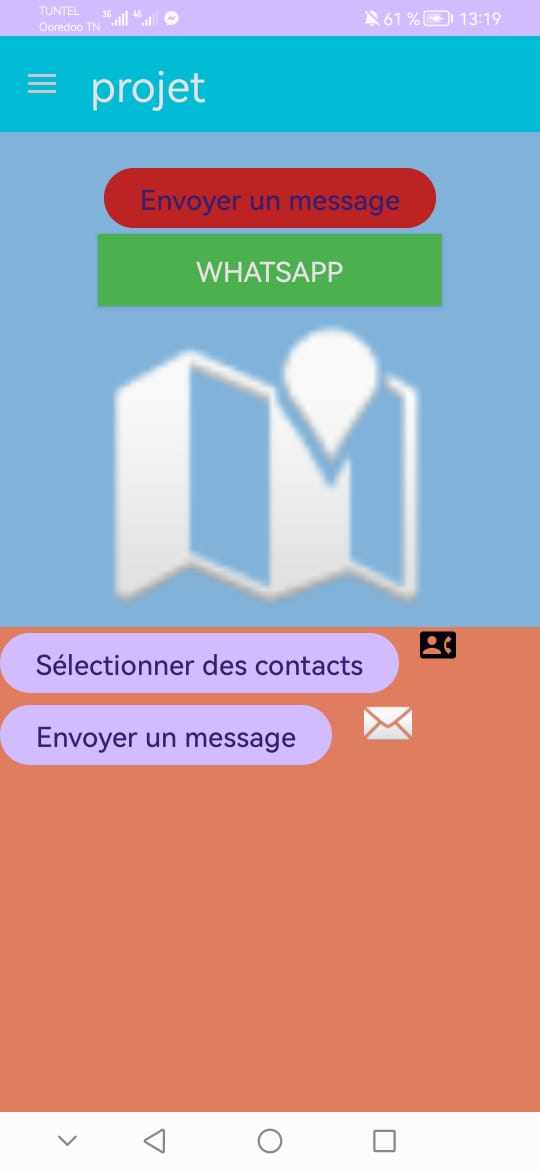 TUNTEL
Ooredoo TN
3G
4G
61 %
13:19
projet
Envoyer un message
WHATSAPP
Sélectionner des contacts
Envoyer un message